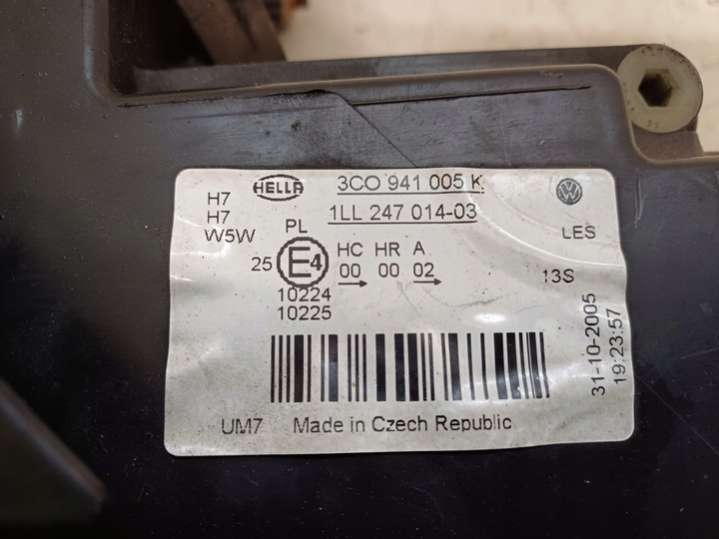 H7
H7
W5W
HELLA
3C0 941 005 K
1LL 247 014-03
PL
25 E4
HC HR A
00 00 02
10224
10225
VW
LES
13S
31-10-2005
19:23:57
UM7 Made in Czech Republic